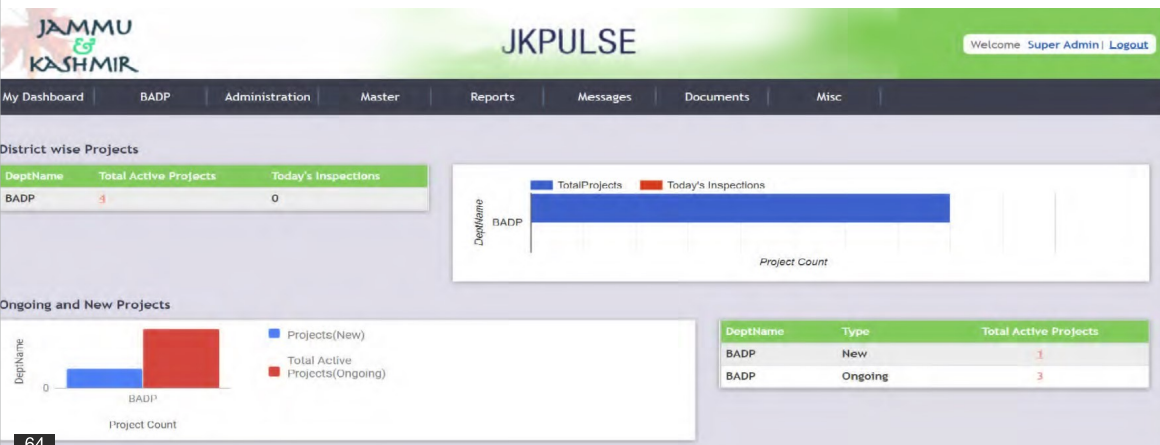 JAMMU
&
KASHMIR
JKPULSE
Welcome Super Admin| Logout
My Dashboard BADP Administration Master Reports Messages Documents Misc
District wise Projects
DeptName Total Active Projects Today's Inspections
BADP 4 0
TotalProjects Today's Inspections
DeptName
BADP
Project Count
Ongoing and New Projects
DeptName
0
BADP
Project Count
Projects(New)
Total Active
Projects(Ongoing)
DeptName Type Total Active Projects
BADP New 1
BADP Ongoing 3
64